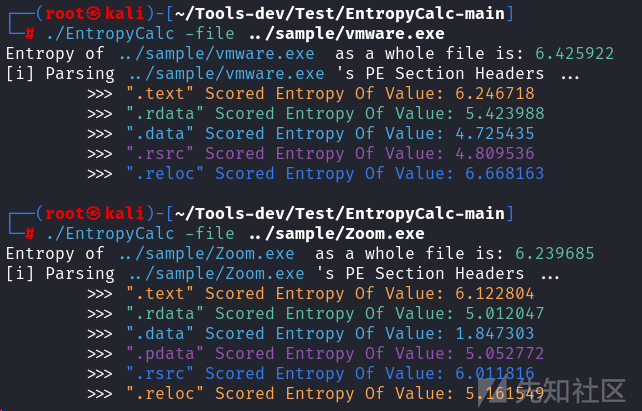 ┌──(root㉿kali)-[~/Tools-dev/Test/EntropyCalc-main]
└─# ./EntropyCalc -file ../sample/vmware.exe
Entropy of ../sample/vmware.exe  as a whole file is: 6.425922
[i] Parsing ../sample/vmware.exe 's PE Section Headers ...
        >>> ".text" Scored Entropy Of Value: 6.246718
        >>> ".rdata" Scored Entropy Of Value: 5.423988
        >>> ".data" Scored Entropy Of Value: 4.725435
        >>> ".rsrc" Scored Entropy Of Value: 4.809536
        >>> ".reloc" Scored Entropy Of Value: 6.668163
┌──(root㉿kali)-[~/Tools-dev/Test/EntropyCalc-main]
└─# ./EntropyCalc -file ../sample/Zoom.exe
Entropy of ../sample/Zoom.exe  as a whole file is: 6.239685
[i] Parsing ../sample/Zoom.exe 's PE Section Headers ...
        >>> ".text" Scored Entropy Of Value: 6.122804
        >>> ".rdata" Scored Entropy Of Value: 5.012047
        >>> ".data" Scored Entropy Of Value: 1.847303
        >>> ".pdata" Scored Entropy Of Value: 5.052772
        >>> ".rsrc" Scored Entropy Of Value: 6.011816
        >>> ".reloc" Scored Entropy Of Value: 5.161549
先知社区